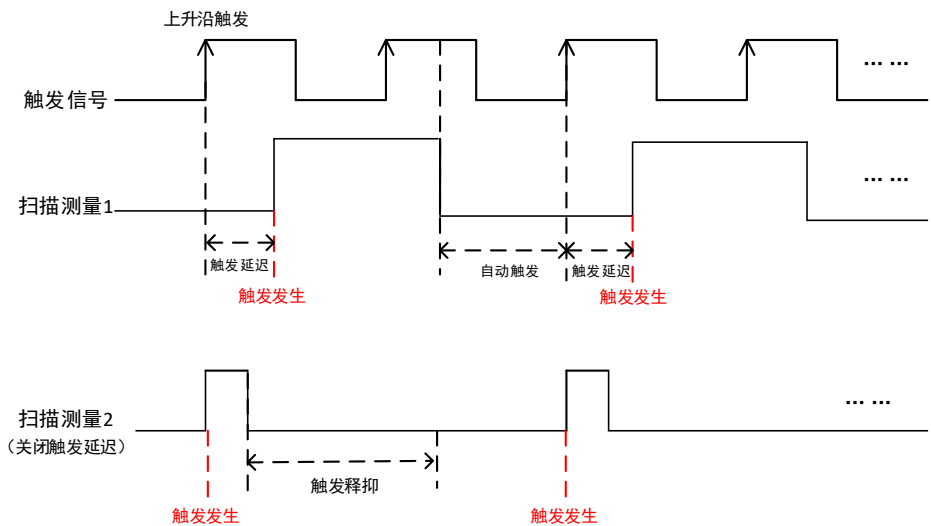 上升沿触发
触发信号
... ...
扫描测量1
... ...
触发延迟
自动触发
触发延迟
触发发生
触发发生
扫描测量2
（关闭触发延迟）
... ...
触发释抑
触发发生
触发发生